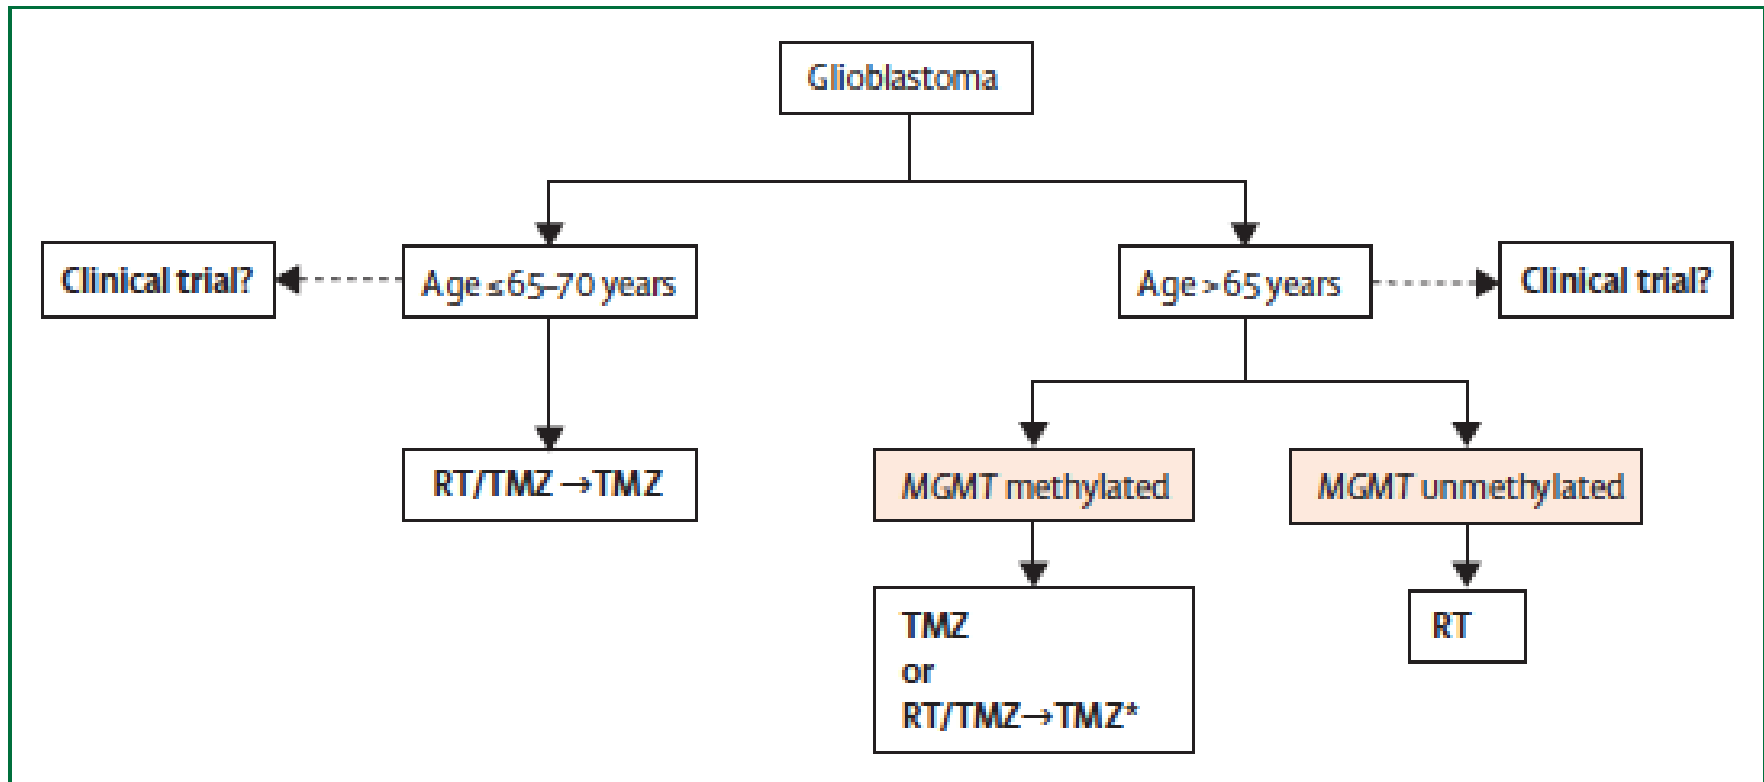 Glioblastoma
Clinical trial?
Age ≤65–70 years
Age >65 years
Clinical trial?
RT/TMZ →TMZ
MGMT methylated
MGMT unmethylated
TMZ
or
RT/TMZ→TMZ*
RT